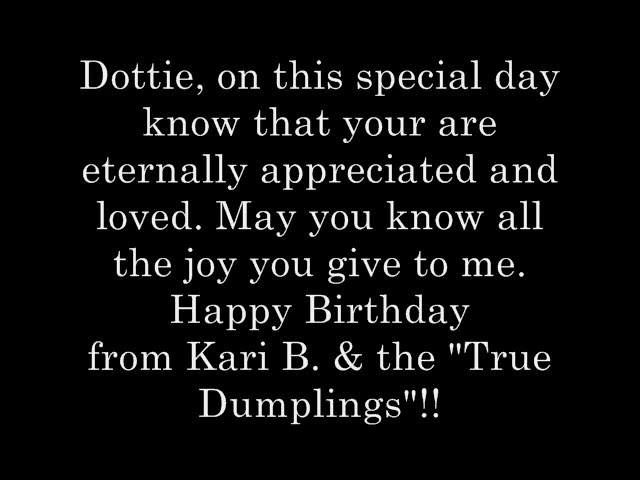 Dottie, on this special day
know that your are
eternally appreciated and
loved. May you know all
the joy you give to me.
Happy Birthday
from Kari B. & the "True
Dumplings"!!